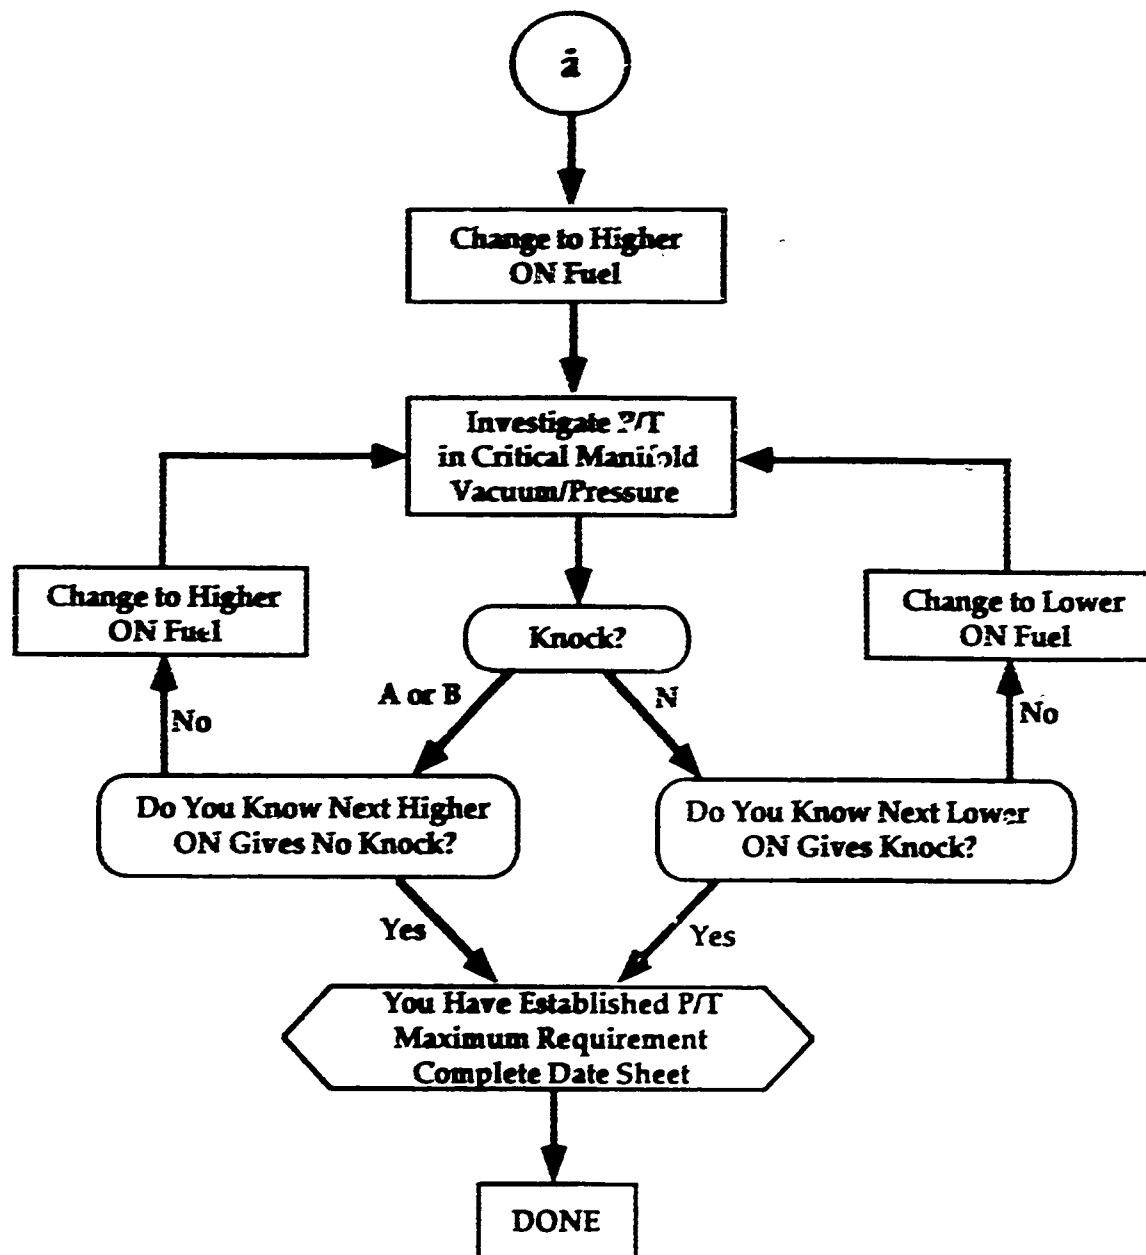 a
Change to Higher
ON Fuel
Investigate P/T
in Critical Manifold
Vacuum/Pressure
Change to Higher
ON Fuel
Knock?
Change to Lower
ON Fuel
A or B
N
No
No
Do You Know Next Higher
ON Gives No Knock?
Do You Know Next Lower
ON Gives Knock?
Yes
Yes
You Have Established P/T
Maximum Requirement
Complete Date Sheet
DONE